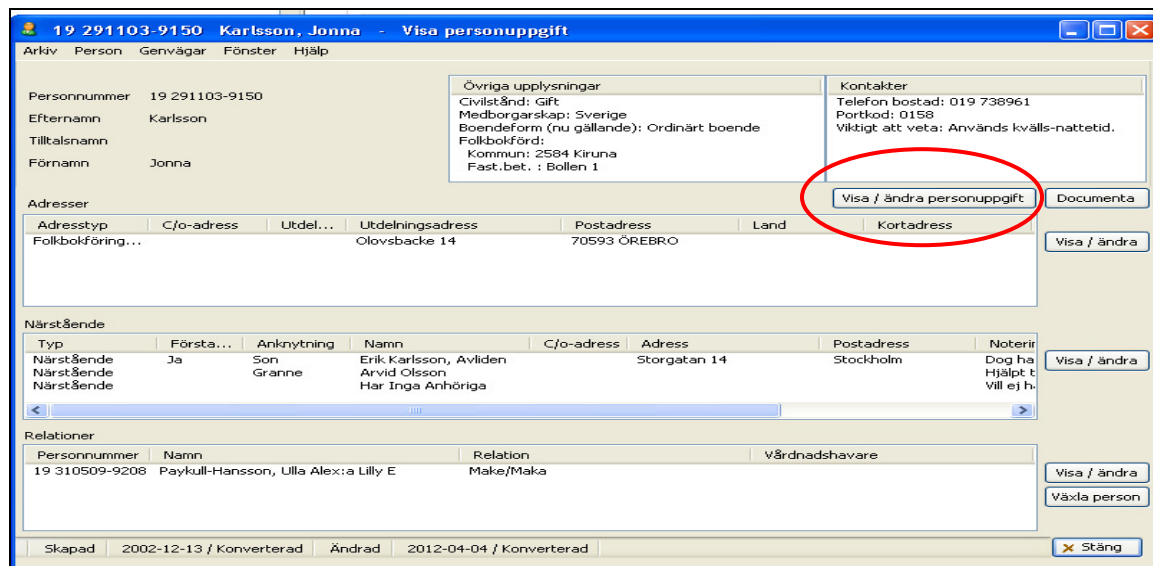 19 291103-9150 Karlsson, Jonna - Visa personuppgift
Arkiv Person Genvägar Fönster Hjälp
Personnummer 19 291103-9150
Efternamn Karlsson
Tilltalsnamn
Förnamn Jonna
Övriga upplysningar
Civilstånd: Gift
Medborgarskap: Sverige
Boendeform (nu gällande): Ordinärt boende
Folkbokförd:
Kommun: 2584 Kiruna
Fast.bet. : Bollen 1
Kontakter
Telefon bostad: 019 738961
Portkod: 0158
Viktigt att veta: Används kvälls-nattetid.
Visa / ändra personuppgift Documenta
Adresser
Adresstyp C/o-adress Utdel... Utdelningsadress Postadress Land Kortadress
Folkbokföring... Olovsbacke 14 70593 ÖREBRO
Visa / ändra
Närstående
Typ Första... Anknytning Namn C/o-adress Adress Postadress Noterir
Närstående Ja Son Erik Karlsson, Avliden Storgatan 14 Stockholm Dog ha
Närstående Granne Arvid Olsson Hjälpt t
Närstående Har Inga Anhöriga Vill ej h
Visa / ändra
Relationer
Personnummer Namn Relation Vårdnadshavare
19 310509-9208 Paykull-Hansson, Ulla Alex:a Lilly E Make/Maka
Visa / ändra
Växla person
Skapad 2002-12-13 / Konverterad Ändrad 2012-04-04 / Konverterad Stäng